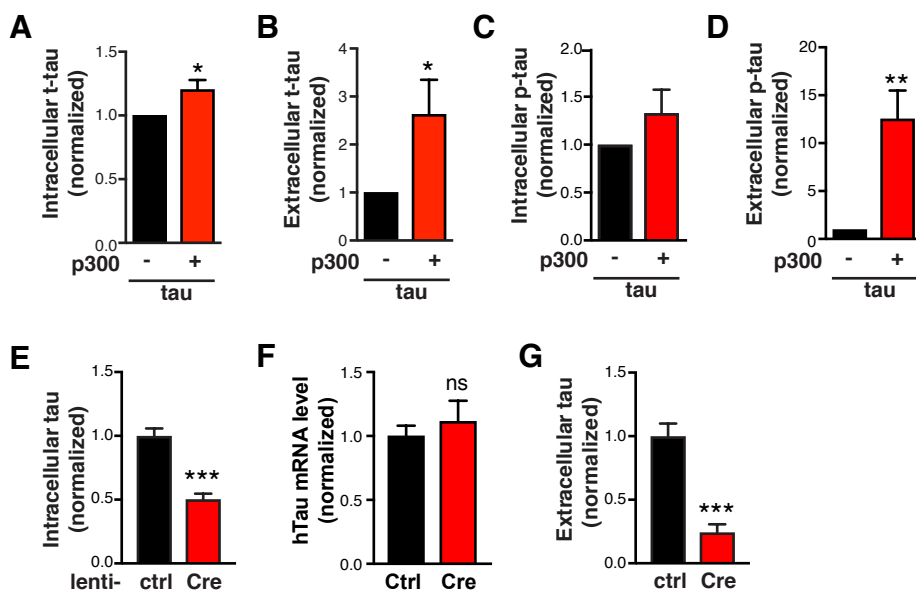 A
Intracellular t-tau
(normalized)
1.5
1.0
0.5
0.0
*
p300 - +
tau
B
Extracellular t-tau
(normalized)
4
3
2
1
0
*
p300 - +
tau
C
Intracellular p-tau
(normalized)
2.0
1.5
1.0
0.5
0.0
p300 - +
tau
D
Extracellular p-tau
(normalized)
20
15
10
5
0
**
p300 - +
tau
E
Intracellular tau
(normalized)
1.5
1.0
0.5
0.0
***
lenti- ctrl Cre
F
hTau mRNA level
(normalized)
1.5
1.0
0.5
0.0
ns
Ctrl Cre
G
Extracellular tau
(normalized)
1.5
1.0
0.5
0.0
***
ctrl Cre